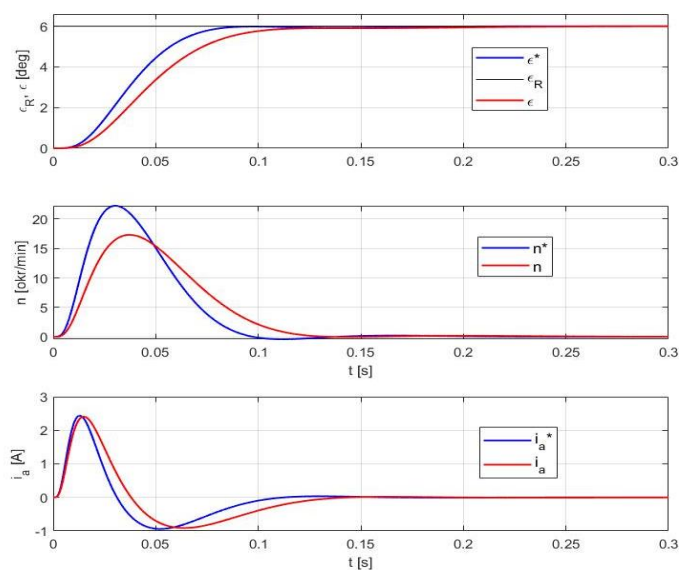 6
4
2
0
ϵ_R, ϵ [deg]
ϵ*
ϵ_R
ϵ
0 0.05 0.1 0.15 0.2 0.25 0.3
20
15
10
5
0
n [okr/min]
n*
n
0 0.05 0.1 0.15 0.2 0.25 0.3
t [s]
3
2
1
0
-1
i_a [A]
i_a*
i_a
0 0.05 0.1 0.15 0.2 0.25 0.3
t [s]